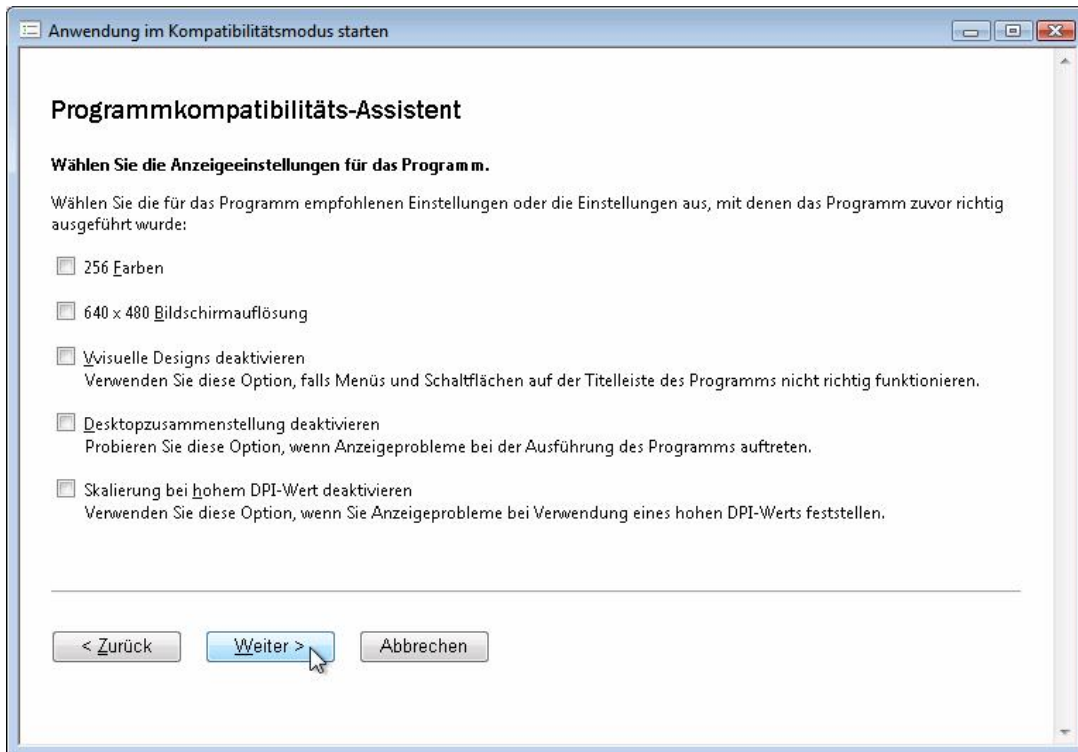 Anwendung im Kompatibilitätsmodus starten
Programmkompatibilitäts-Assistent
Wählen Sie die Anzeigeeinstellungen für das Programm.
Wählen Sie die für das Programm empfohlenen Einstellungen oder die Einstellungen aus, mit denen das Programm zuvor richtig
ausgeführt wurde:
256 Farben
640 x 480 Bildschirmauflösung
Vvisuelle Designs deaktivieren
Verwenden Sie diese Option, falls Menüs und Schaltflächen auf der Titelleiste des Programms nicht richtig funktionieren.
Desktopzusammenstellung deaktivieren
Probieren Sie diese Option, wenn Anzeigeprobleme bei der Ausführung des Programms auftreten.
Skalierung bei hohem DPI-Wert deaktivieren
Verwenden Sie diese Option, wenn Sie Anzeigeprobleme bei Verwendung eines hohen DPI-Werts feststellen.
< Zurück Weiter > Abbrechen